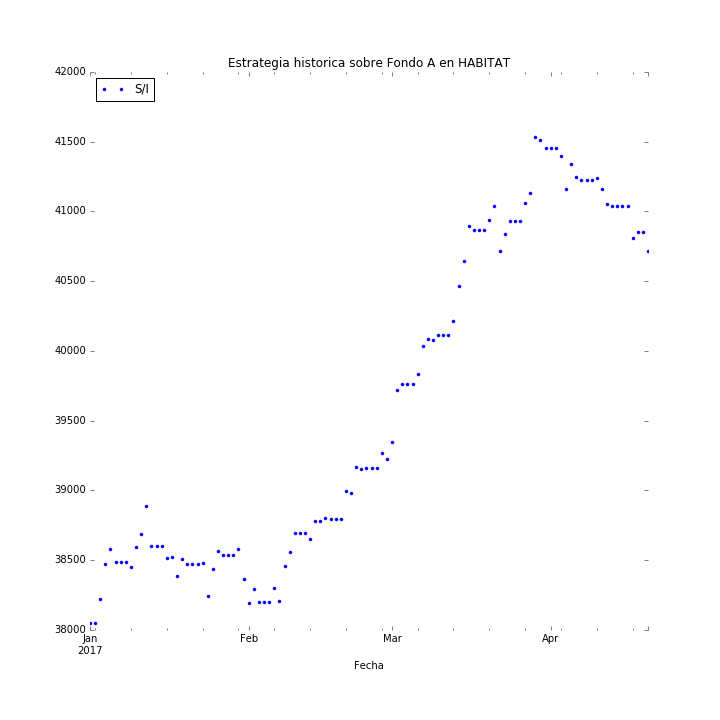 Estrategia historica sobre Fondo A en HABITAT
42000
S/I
41500
41000
40500
40000
39500
39000
38500
38000
Jan Feb Mar Apr
2017
Fecha